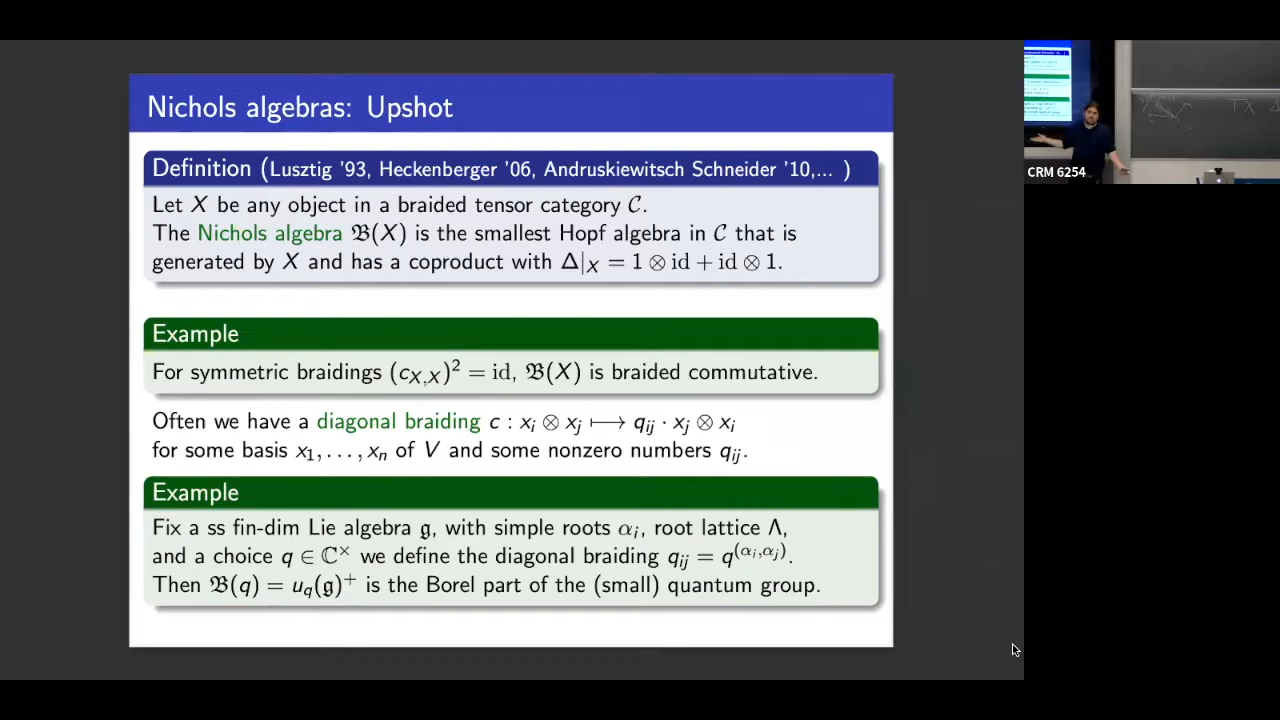 Nichols algebras: Upshot
Definition (Lusztig '93, Heckenberger '06, Andruskiewitsch Schneider '10,... )
Let X be any object in a braided tensor category 𝒞.
The Nichols algebra 𝔅(X) is the smallest Hopf algebra in 𝒞 that is
generated by X and has a coproduct with Δ|_X = 1 ⊗ id + id ⊗ 1.
Example
For symmetric braidings (c_{X,X})² = id, 𝔅(X) is braided commutative.
Often we have a diagonal braiding c : x_i ⊗ x_j ⟼ q_{ij} · x_j ⊗ x_i
for some basis x_1, . . . , x_n of V and some nonzero numbers q_{ij}.
Example
Fix a ss fin-dim Lie algebra 𝔤, with simple roots α_i, root lattice Λ,
and a choice q ∈ ℂ^× we define the diagonal braiding q_{ij} = q^{(α_i,α_j)}.
Then 𝔅(q) = u_q(𝔤)^+ is the Borel part of the (small) quantum group.
CRM 6254